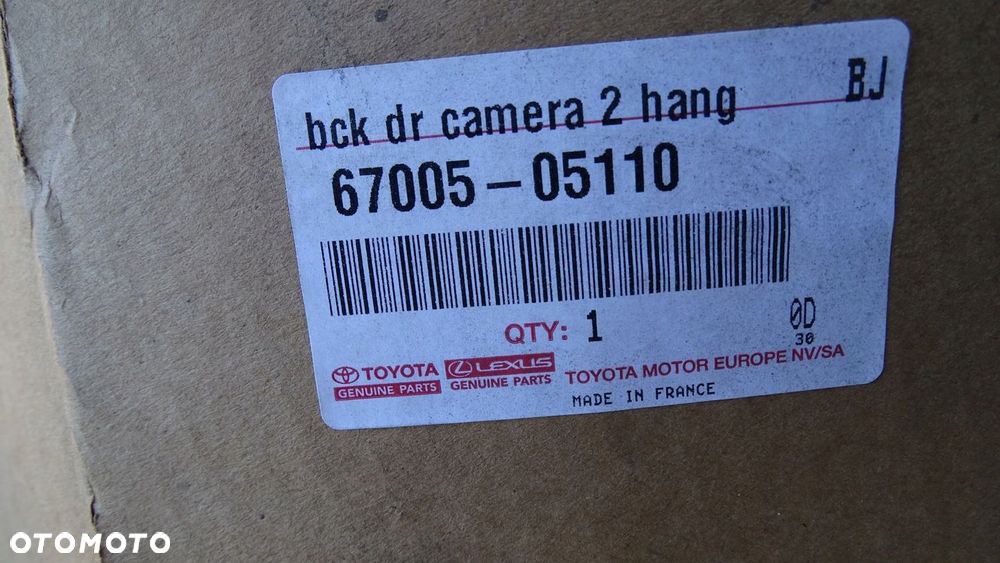 bck dr camera 2 hang BJ
67005-05110
QTY: 1
0D
30
TOYOTA LEXUS
GENUINE PARTS GENUINE PARTS
TOYOTA MOTOR EUROPE NV/SA
MADE IN FRANCE
OTOMOTO